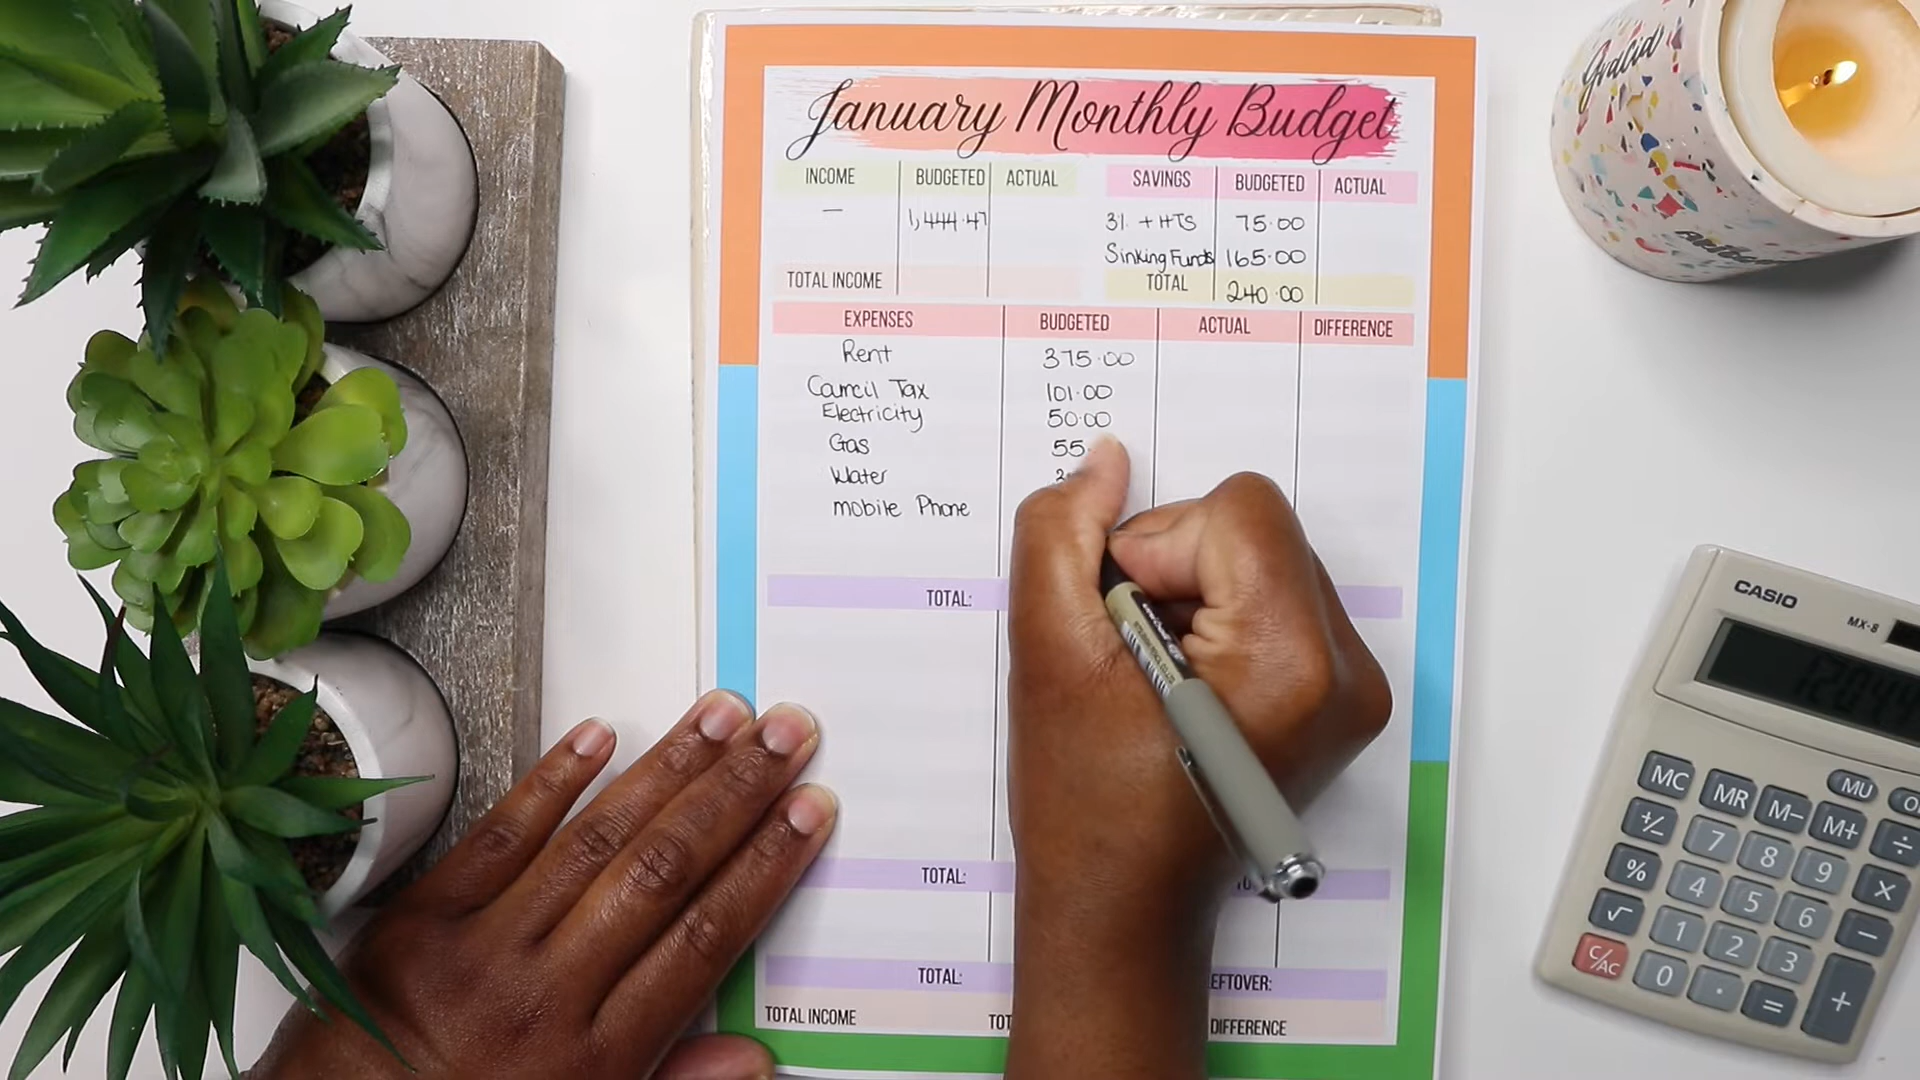 January Monthly Budget
INCOME BUDGETED ACTUAL
— 1,444.47
TOTAL INCOME
SAVINGS BUDGETED ACTUAL
3% + HTS 75.00
Sinking Funds 165.00
TOTAL 240.00
EXPENSES BUDGETED ACTUAL DIFFERENCE
Rent 375.00
Council Tax 101.00
Electricity 50.00
Gas 55.
Water
mobile Phone
TOTAL:
TOTAL:
TOTAL:
LEFTOVER:
TOTAL INCOME
DIFFERENCE
CASIO
MX-8
MC MR M- M+ MU
+/- 7 8 9 ÷
% 4 5 6 ×
√ 1 2 3 −
C/AC 0 . = +